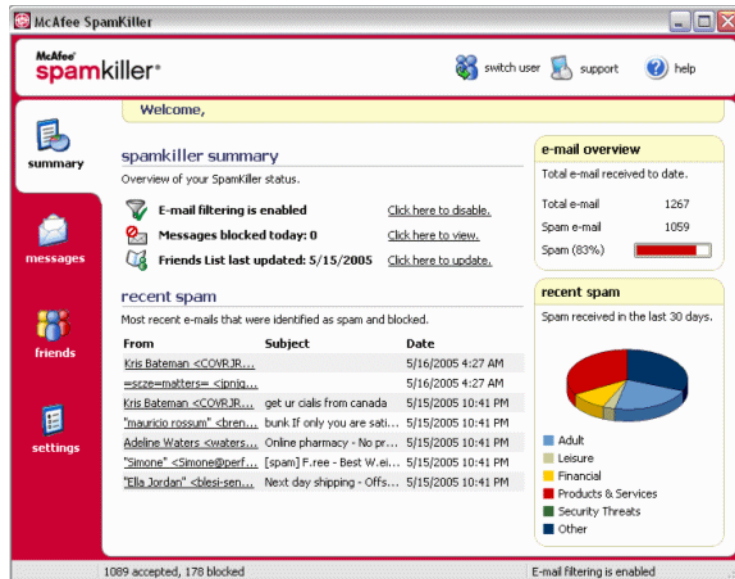 McAfee SpamKiller
McAfee®
spamkiller®
switch user
support
help
Welcome,
summary
messages
friends
settings
spamkiller summary
Overview of your SpamKiller status.
E-mail filtering is enabled Click here to disable.
Messages blocked today: 0 Click here to view.
Friends List last updated: 5/15/2005 Click here to update.
recent spam
Most recent e-mails that were identified as spam and blocked.
From Subject Date
Kris Bateman <COVRJR... 5/16/2005 4:27 AM
=scze=matters= <ipnig... 5/16/2005 4:27 AM
Kris Bateman <COVRJR... get ur cialis from canada 5/15/2005 10:41 PM
"mauricio rossum" <bren... bunk If only you are sati... 5/15/2005 10:41 PM
Adeline Waters <waters... Online pharmacy - No pr... 5/15/2005 10:41 PM
"Simone" <Simone@perf... [spam] F.ree - Best W.ei... 5/15/2005 10:41 PM
"Ella Jordan" <blesi-sen... Next day shipping - Offs... 5/15/2005 10:41 PM
e-mail overview
Total e-mail received to date.
Total e-mail 1267
Spam e-mail 1059
Spam (83%)
recent spam
Spam received in the last 30 days.
Adult
Leisure
Financial
Products & Services
Security Threats
Other
1089 accepted, 178 blocked
E-mail filtering is enabled